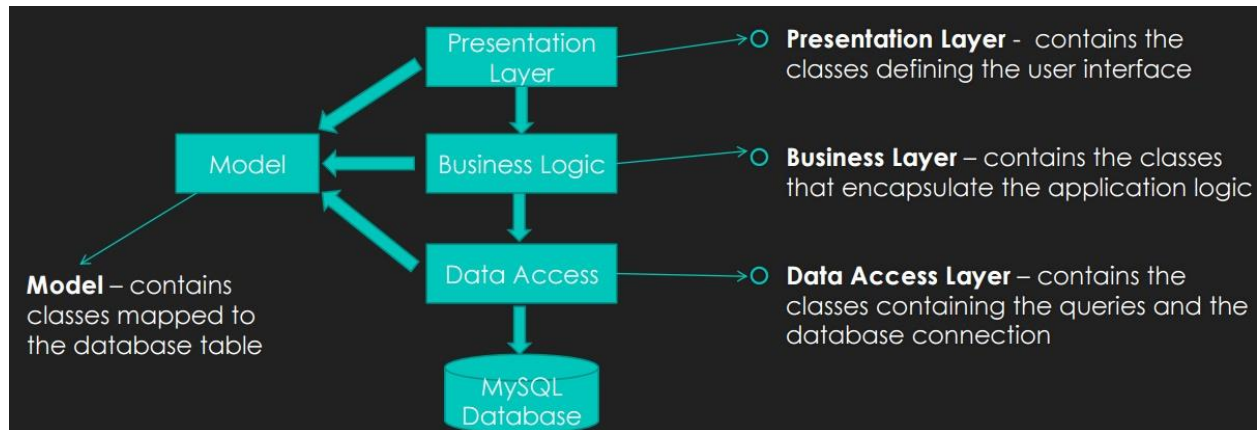 Presentation
Layer
Presentation Layer - contains the
classes defining the user interface
Model
Business Logic
Business Layer – contains the classes
that encapsulate the application logic
Model – contains
classes mapped to
the database table
Data Access
Data Access Layer – contains the
classes containing the queries and the
database connection
MySQL
Database